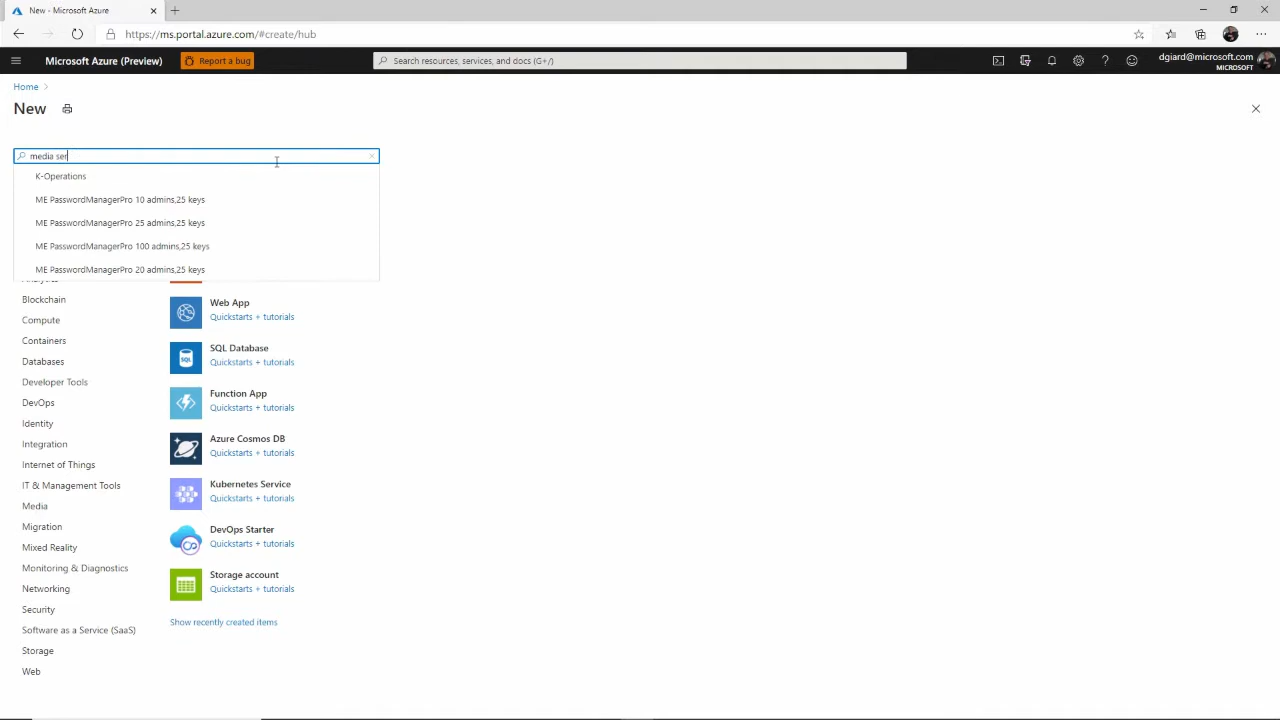 New - Microsoft Azure
https://ms.portal.azure.com/#create/hub
Microsoft Azure (Preview)
Report a bug
Search resources, services, and docs (G+/)
dgiard@microsoft.com
MICROSOFT
Home
New
media ser
K-Operations
ME PasswordManagerPro 10 admins,25 keys
ME PasswordManagerPro 25 admins,25 keys
ME PasswordManagerPro 100 admins,25 keys
ME PasswordManagerPro 20 admins,25 keys
Blockchain
Compute
Containers
Databases
Developer Tools
DevOps
Identity
Integration
Internet of Things
IT & Management Tools
Media
Migration
Mixed Reality
Monitoring & Diagnostics
Networking
Security
Software as a Service (SaaS)
Storage
Web
Web App
Quickstarts + tutorials
SQL
SQL Database
Quickstarts + tutorials
Function App
Quickstarts + tutorials
Azure Cosmos DB
Quickstarts + tutorials
Kubernetes Service
Quickstarts + tutorials
DevOps Starter
Quickstarts + tutorials
Storage account
Quickstarts + tutorials
Show recently created items